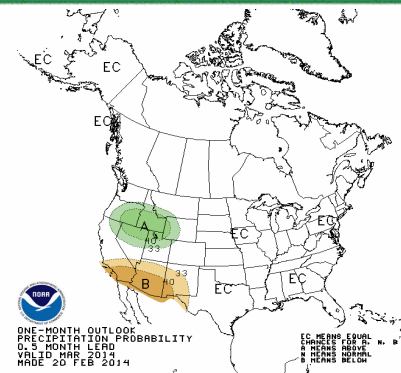 EC
EC
EC
A
40
33
EC
EC
33
40
B
EC
EC
NOAA
ONE-MONTH OUTLOOK
PRECIPITATION PROBABILITY
0.5 MONTH LEAD
VALID MAR 2014
MADE 20 FEB 2014
EC MEANS EQUAL
CHANCES FOR A, N, B
A MEANS ABOVE
N MEANS NORMAL
B MEANS BELOW